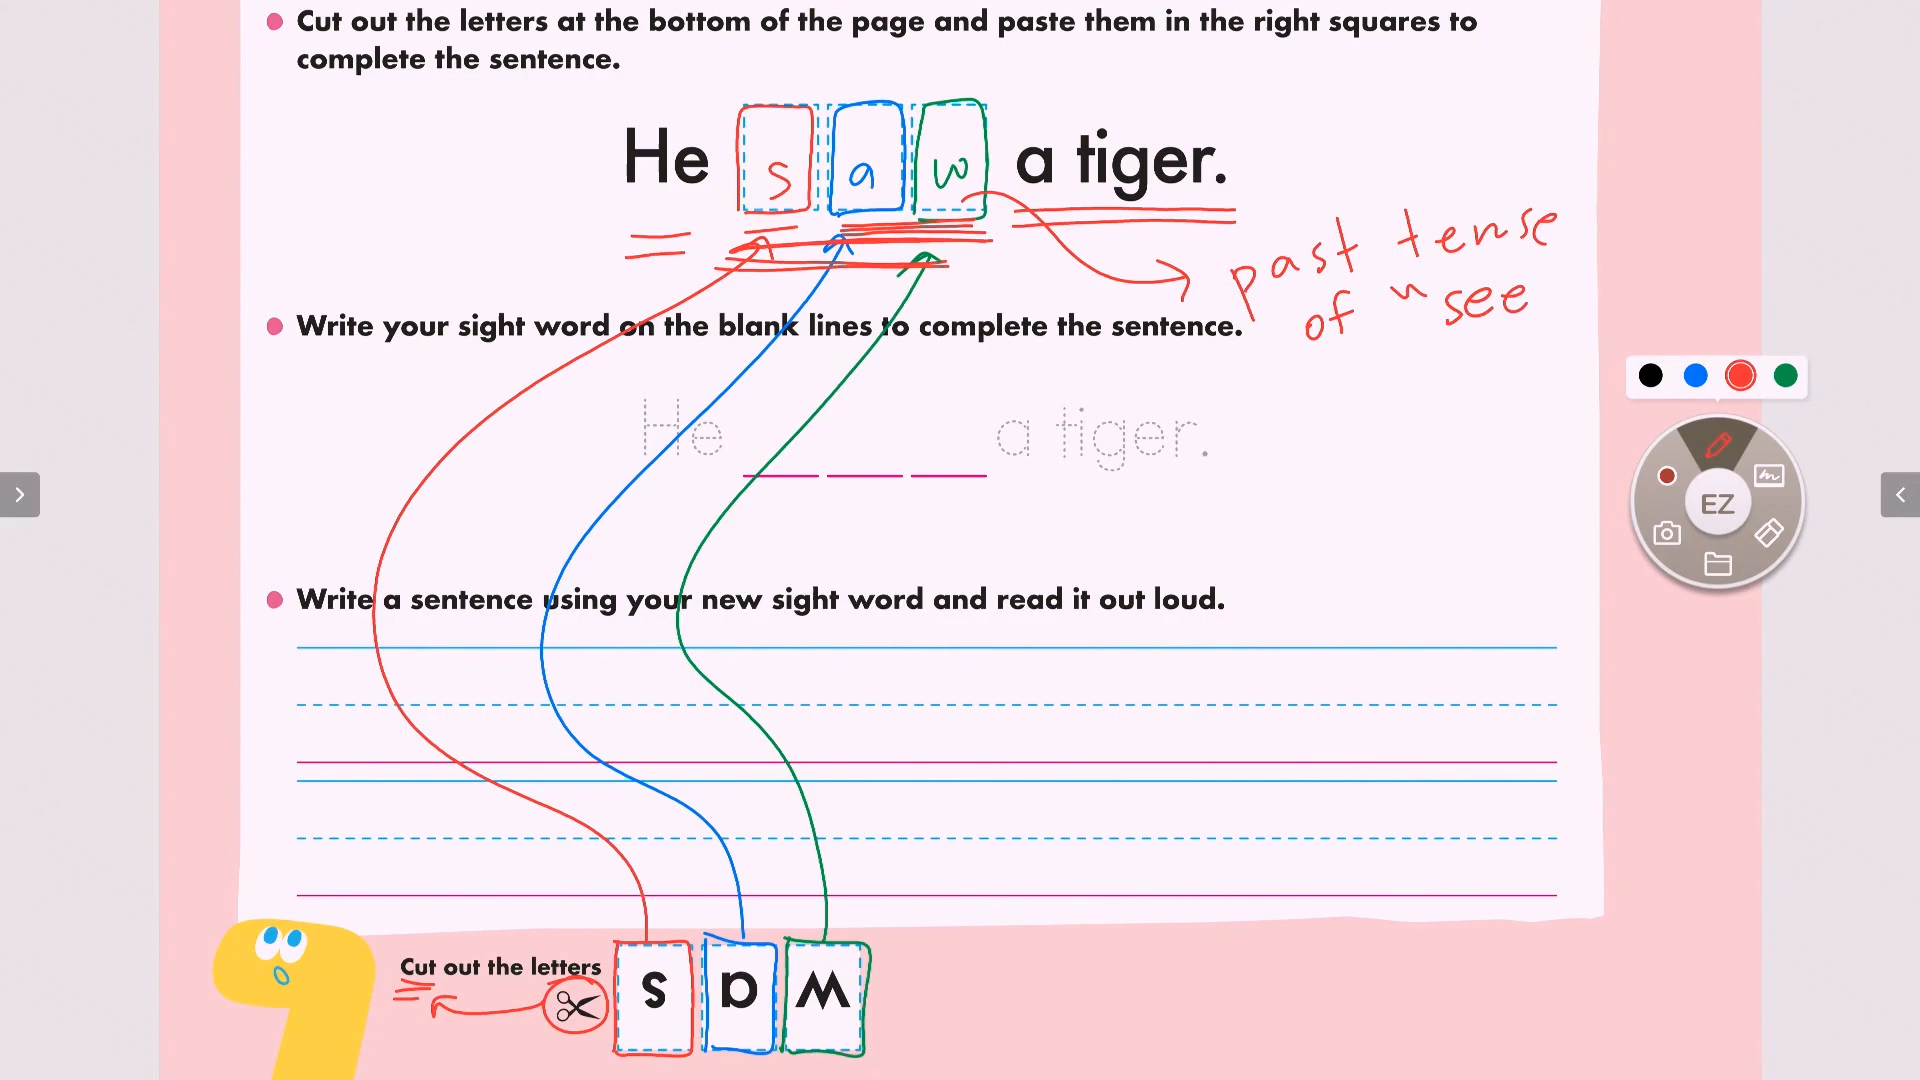 Cut out the letters at the bottom of the page and paste them in the right squares to
complete the sentence.
He s a w a tiger.
past tense
of " see
Write your sight word on the blank lines to complete the sentence.
He ___ ___ ___ a tiger.
EZ
Write a sentence using your new sight word and read it out loud.
Cut out the letters
s a w